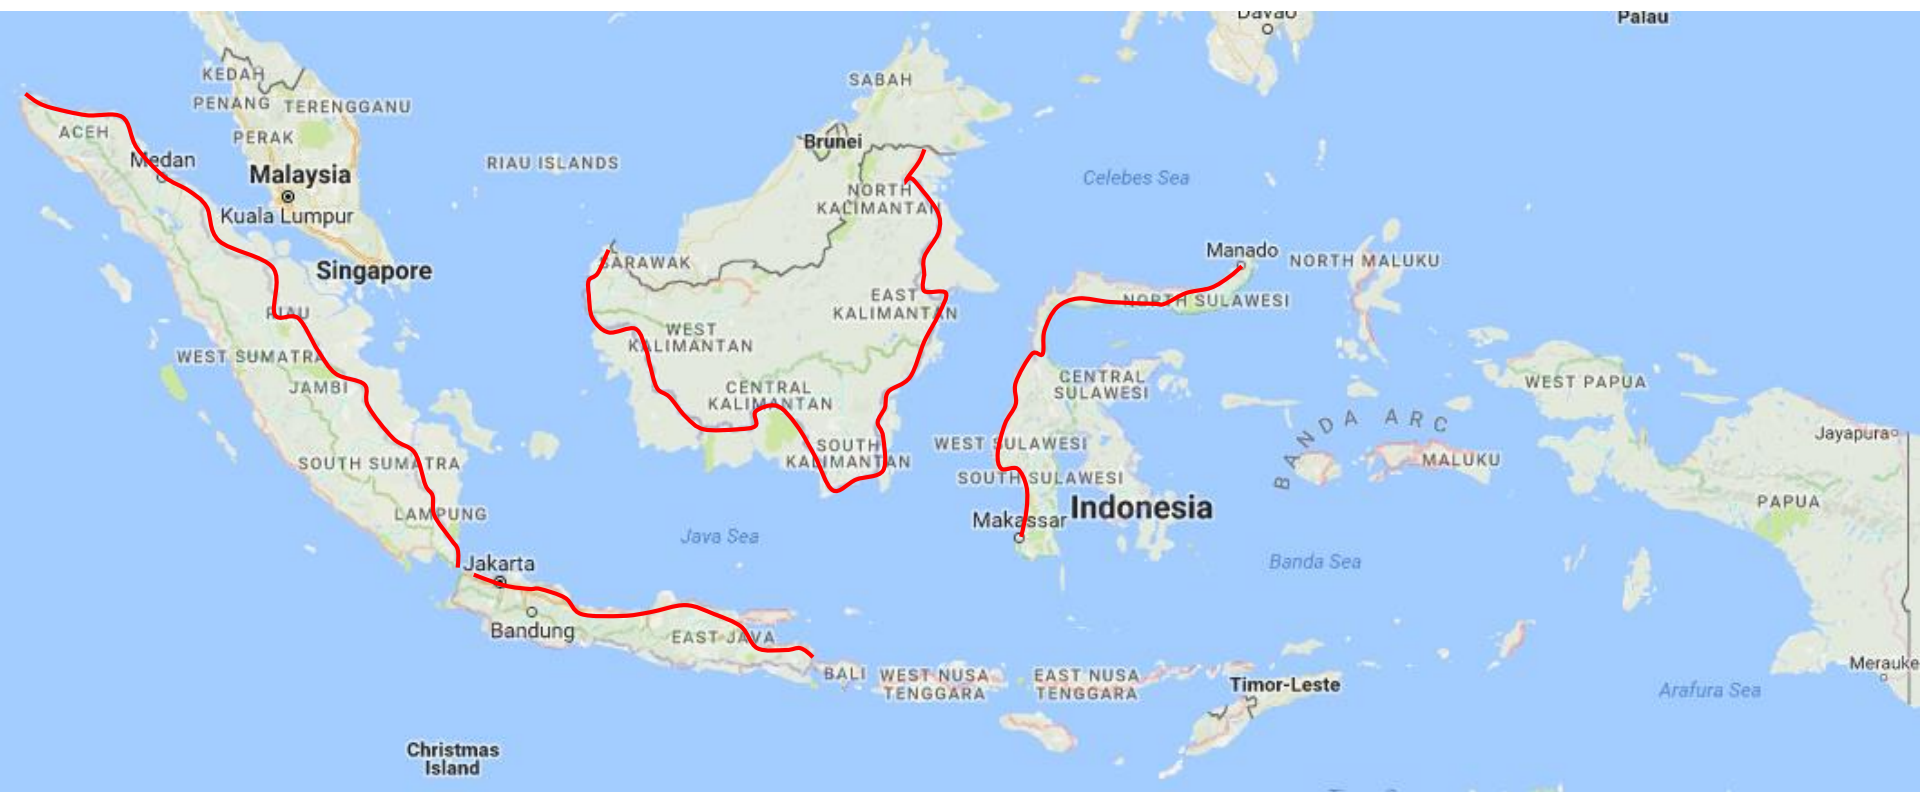 Davao
Palau
KEDAH
SABAH
PENANG
TERENGGANU
ACEH
PERAK
Brunei
Medan
RIAU ISLANDS
Malaysia
Celebes Sea
NORTH
KALIMANTAN
Kuala Lumpur
Manado
NORTH MALUKU
SARAWAK
Singapore
EAST
KALIMANTAN
NORTH SULAWESI
RIAU
WEST
KALIMANTAN
WEST SUMATRA
JAMBI
CENTRAL
KALIMANTAN
CENTRAL
SULAWESI
WEST PAPUA
BANDA ARC
Jayapura
SOUTH
KALIMANTAN
WEST SULAWESI
SOUTH SUMATRA
MALUKU
SOUTH SULAWESI
PAPUA
LAMPUNG
Makassar
Indonesia
Java Sea
Banda Sea
Jakarta
Bandung
EAST JAVA
BALI
WEST NUSA
TENGGARA
EAST NUSA
TENGGARA
Timor-Leste
Merauke
Arafura Sea
Christmas
Island